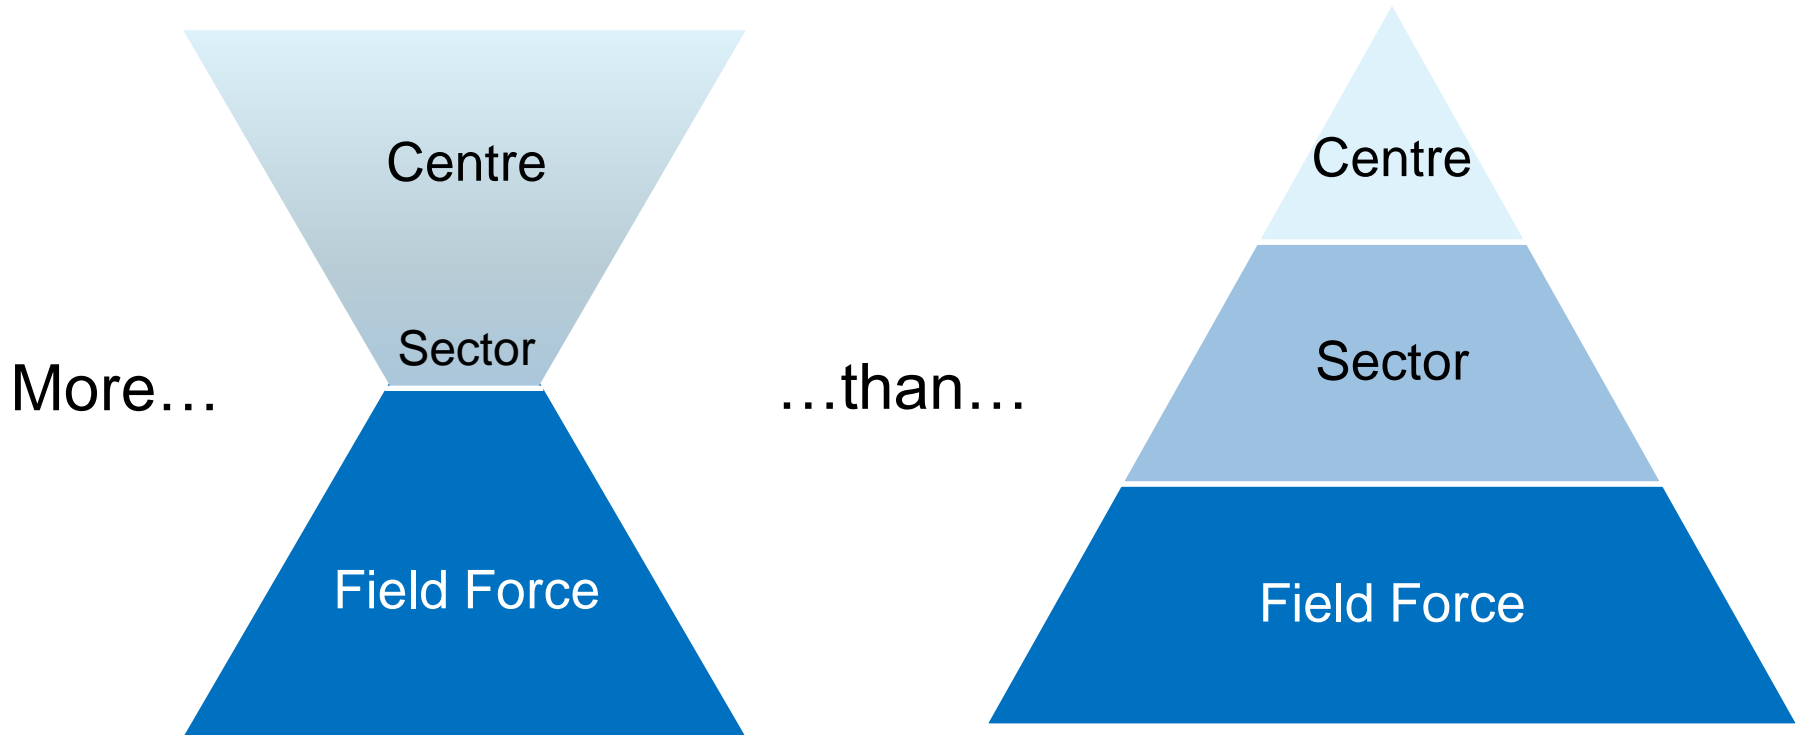 More…
Centre
Sector
Field Force
…than…
Centre
Sector
Field Force